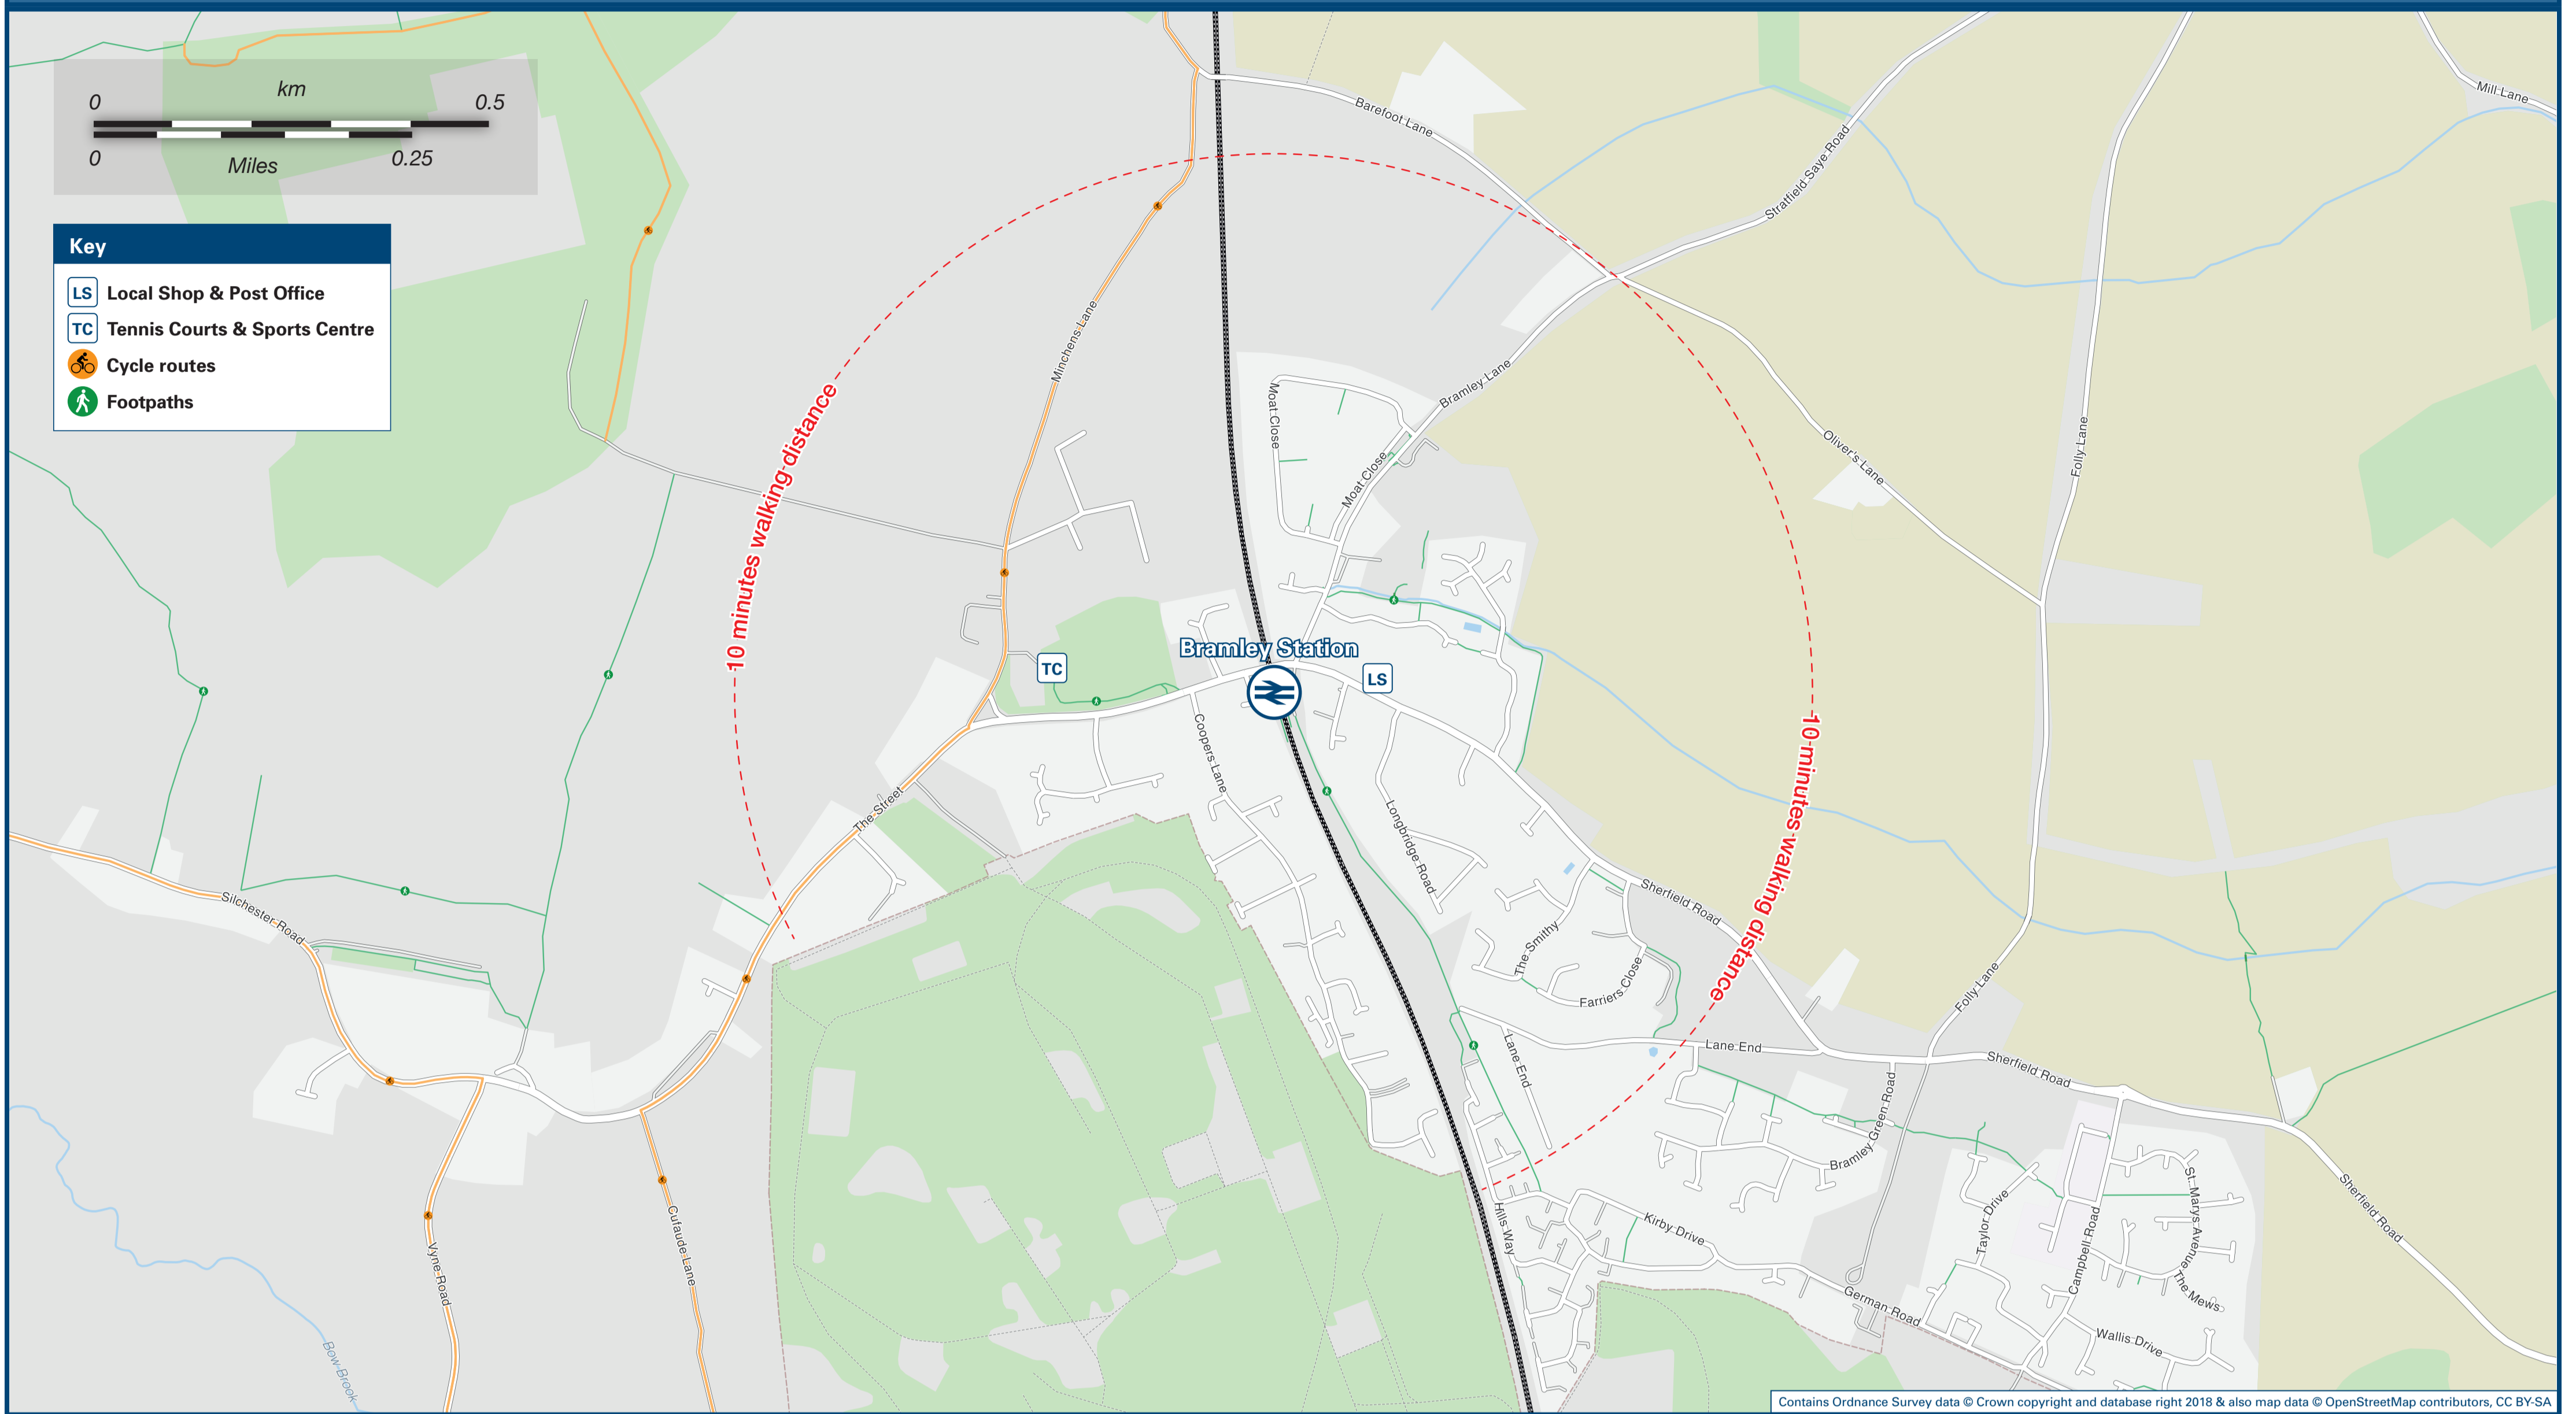 km
0
0.5
0
Miles
0.25
Key
LS Local Shop & Post Office
TC Tennis Courts & Sports Centre
Cycle routes
Footpaths
Barefoot Lane
Mill Lane
Stratfield Saye Road
Minchens Lane
Bramley Lane
Moat Close
Moat Close
Oliver's Lane
Folly Lane
10 minutes walking distance
TC
Bramley Station
LS
Coopers Lane
The Street
Longbridge Road
10 minutes walking distance
Silchester Road
Sherfield Road
The Smithy
Farriers Close
Folly Lane
Lane End
Lane End
Sherfield Road
Bramley Green Road
Sherfield Road
Cufaude Lane
Vyne Road
Hills Way
Kirby Drive
Taylor Drive
Campbell Road
St. Marys Avenue
The Mews
German Road
Wallis Drive
Bow Brook
Contains Ordnance Survey data © Crown copyright and database right 2018 & also map data © OpenStreetMap contributors, CC BY-SA